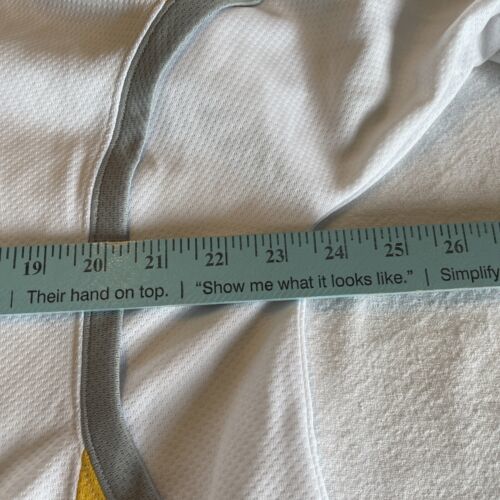 19 20 21 22 23 24 25 26
| Their hand on top. | “Show me what it looks like.” | Simplify